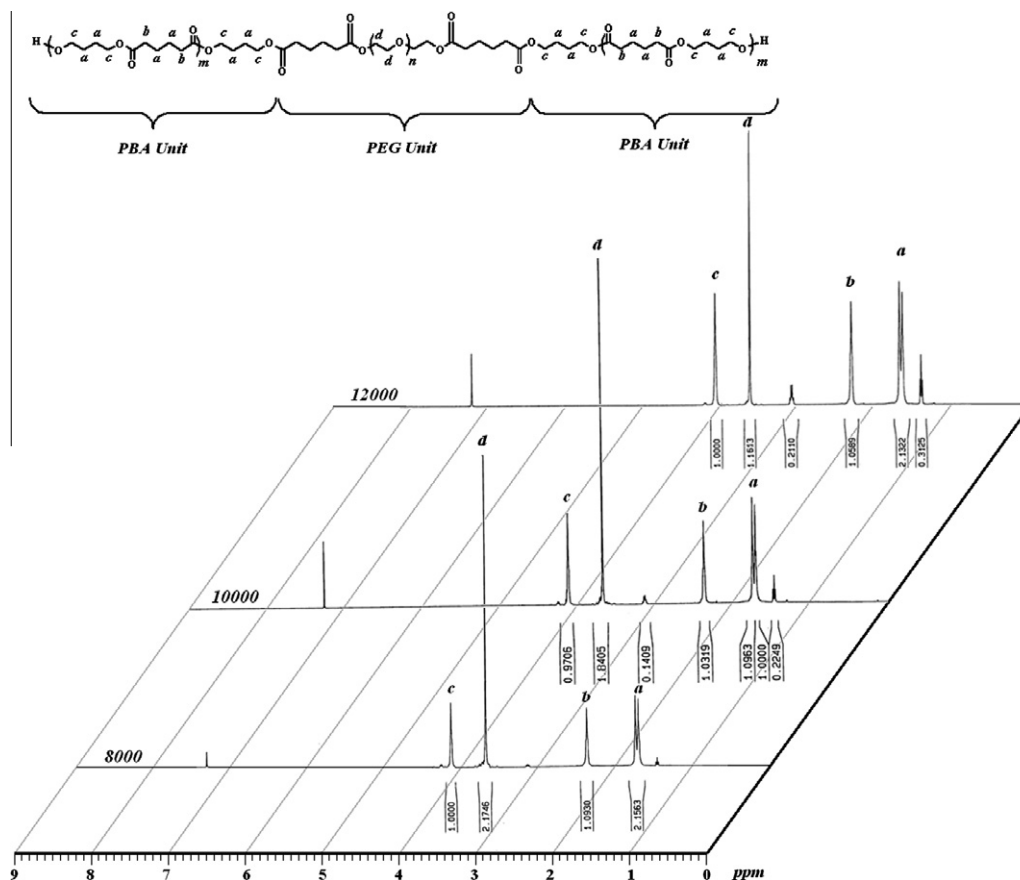 c a b a c a d a c b a c
H O O O O O O O O O O O O O O O H
a c O a b m a c O d n O c a b a O a m
PBA Unit PEG Unit PBA Unit
d
d a
c b
12000
1.0000 1.1613 0.2110 1.0589 2.1322 0.3125
d
c b a
10000
0.9706 1.8405 0.1409 1.0319 1.0963 1.0000 0.2249
c b a
8000
1.0000 2.1746 1.0930 2.1563
9 8 7 6 5 4 3 2 1 0 ppm